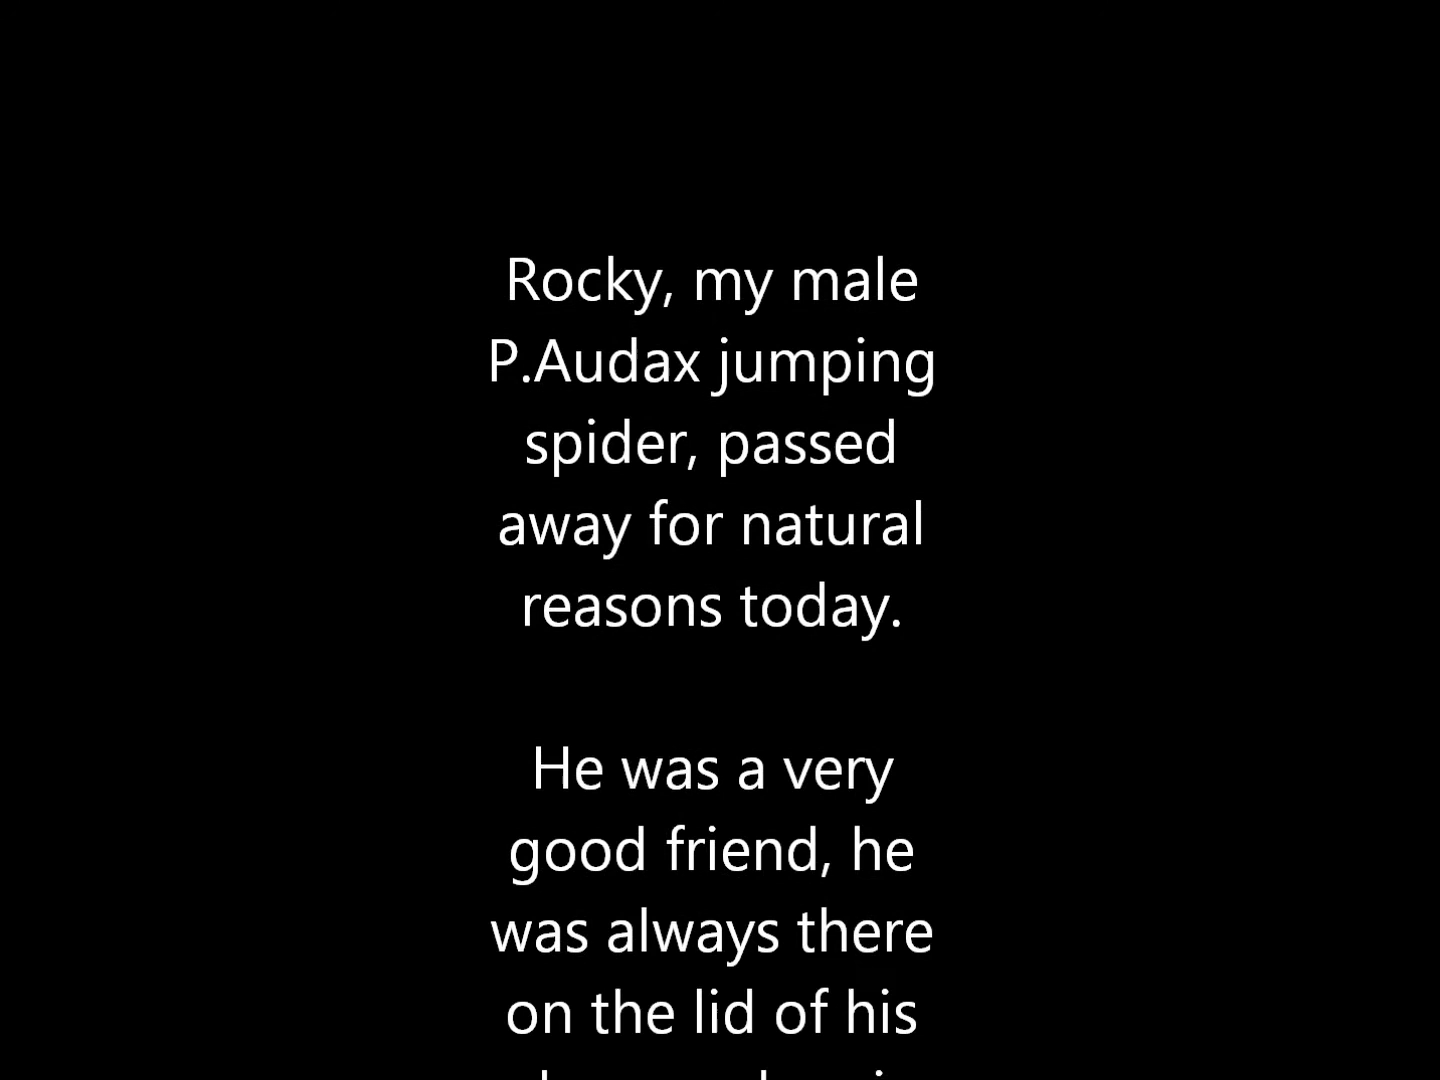 Rocky, my male
P.Audax jumping
spider, passed
away for natural
reasons today.
He was a very
good friend, he
was always there
on the lid of his